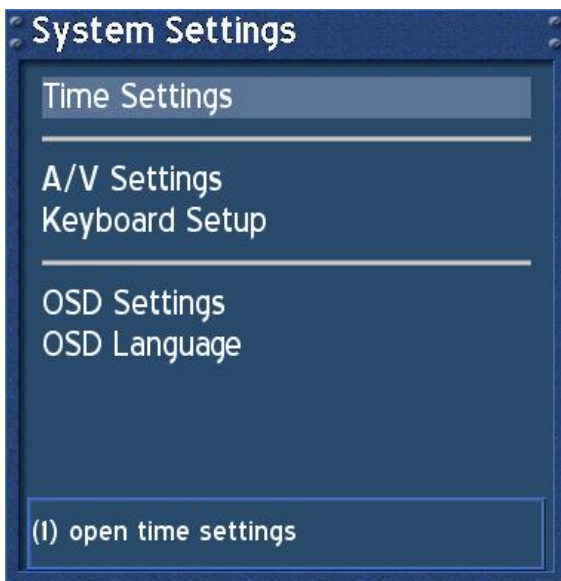 System Settings
Time Settings
A/V Settings
Keyboard Setup
OSD Settings
OSD Language
(1) open time settings